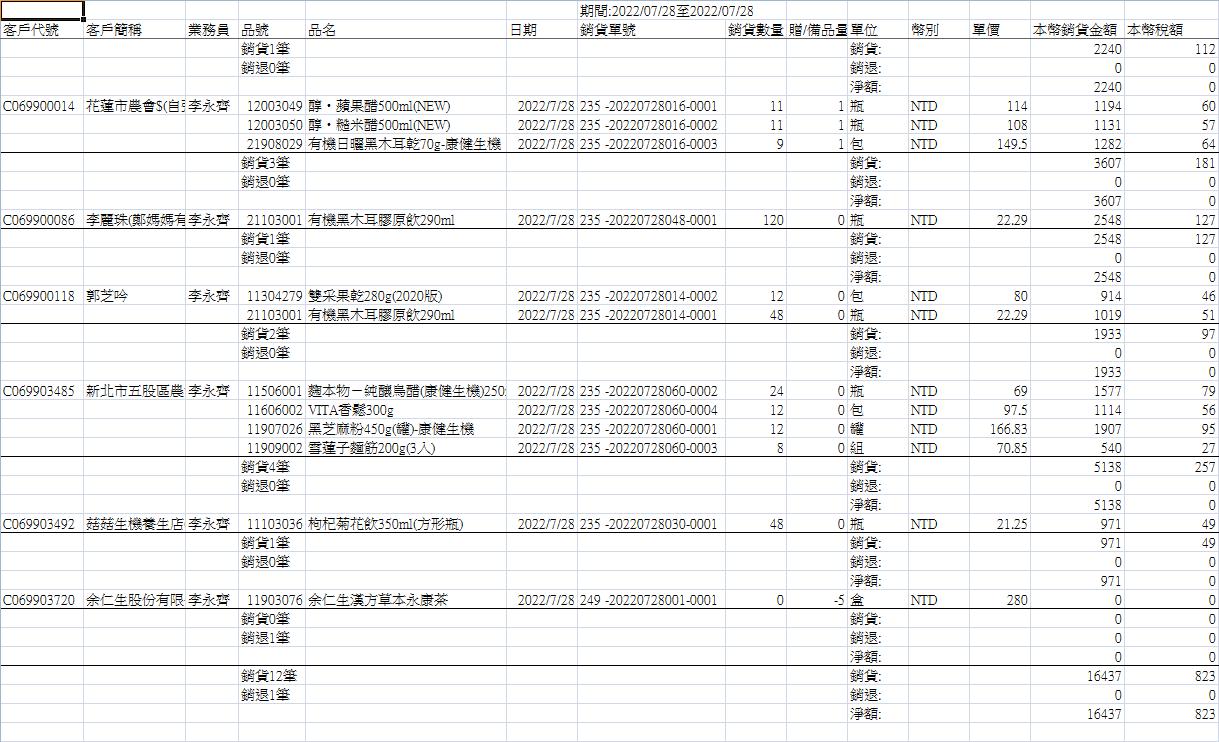 期間:2022/07/28至2022/07/28
客戶代號 客戶簡稱 業務員 品號 品名 日期 銷貨單號 銷貨數量 贈/備品量 單位 幣別 單價 本幣銷貨金額 本幣稅額
銷貨1筆 銷貨: 2240 112
銷退0筆 銷退: 0 0
淨額: 2240 0
C069900014 花蓮市農會$(自 李永齊 12003049 醇・蘋果醋500ml(NEW) 2022/7/28 235 -20220728016-0001 11 1 瓶 NTD 114 1194 60
12003050 醇・糙米醋500ml(NEW) 2022/7/28 235 -20220728016-0002 11 1 瓶 NTD 108 1131 57
21908029 有機日曬黑木耳乾70g-康健生機 2022/7/28 235 -20220728016-0003 9 1 包 NTD 149.5 1282 64
銷貨3筆 銷貨: 3607 181
銷退0筆 銷退: 0 0
淨額: 3607 0
C069900086 李麗珠(鄭媽媽有 李永齊 21103001 有機黑木耳膠原飲290ml 2022/7/28 235 -20220728048-0001 120 0 瓶 NTD 22.29 2548 127
銷貨1筆 銷貨: 2548 127
銷退0筆 銷退: 0 0
淨額: 2548 0
C069900118 郭芝吟 李永齊 11304279 雙采果乾280g(2020版) 2022/7/28 235 -20220728014-0002 12 0 包 NTD 80 914 46
21103001 有機黑木耳膠原飲290ml 2022/7/28 235 -20220728014-0001 48 0 瓶 NTD 22.29 1019 51
銷貨2筆 銷貨: 1933 97
銷退0筆 銷退: 0 0
淨額: 1933 0
C069903485 新北市五股區農 李永齊 11506001 麴本物－純釀烏醋(康健生機)250 2022/7/28 235 -20220728060-0002 24 0 瓶 NTD 69 1577 79
11606002 VITA香鬆300g 2022/7/28 235 -20220728060-0004 12 0 包 NTD 97.5 1114 56
11907026 黑芝麻粉450g(罐)-康健生機 2022/7/28 235 -20220728060-0001 12 0 罐 NTD 166.83 1907 95
11909002 雪蓮子麵筋200g(3入) 2022/7/28 235 -20220728060-0003 8 0 組 NTD 70.85 540 27
銷貨4筆 銷貨: 5138 257
銷退0筆 銷退: 0 0
淨額: 5138 0
C069903492 菇菇生機養生店 李永齊 11103036 枸杞菊花飲350ml(方形瓶) 2022/7/28 235 -20220728030-0001 48 0 瓶 NTD 21.25 971 49
銷貨1筆 銷貨: 971 49
銷退0筆 銷退: 0 0
淨額: 971 0
C069903720 余仁生股份有限 李永齊 11903076 余仁生漢方草本永康茶 2022/7/28 249 -20220728001-0001 0 -5 盒 NTD 280 0 0
銷貨0筆 銷貨: 0 0
銷退1筆 銷退: 0 0
淨額: 0 0
銷貨12筆 銷貨: 16437 823
銷退1筆 銷退: 0 0
淨額: 16437 823